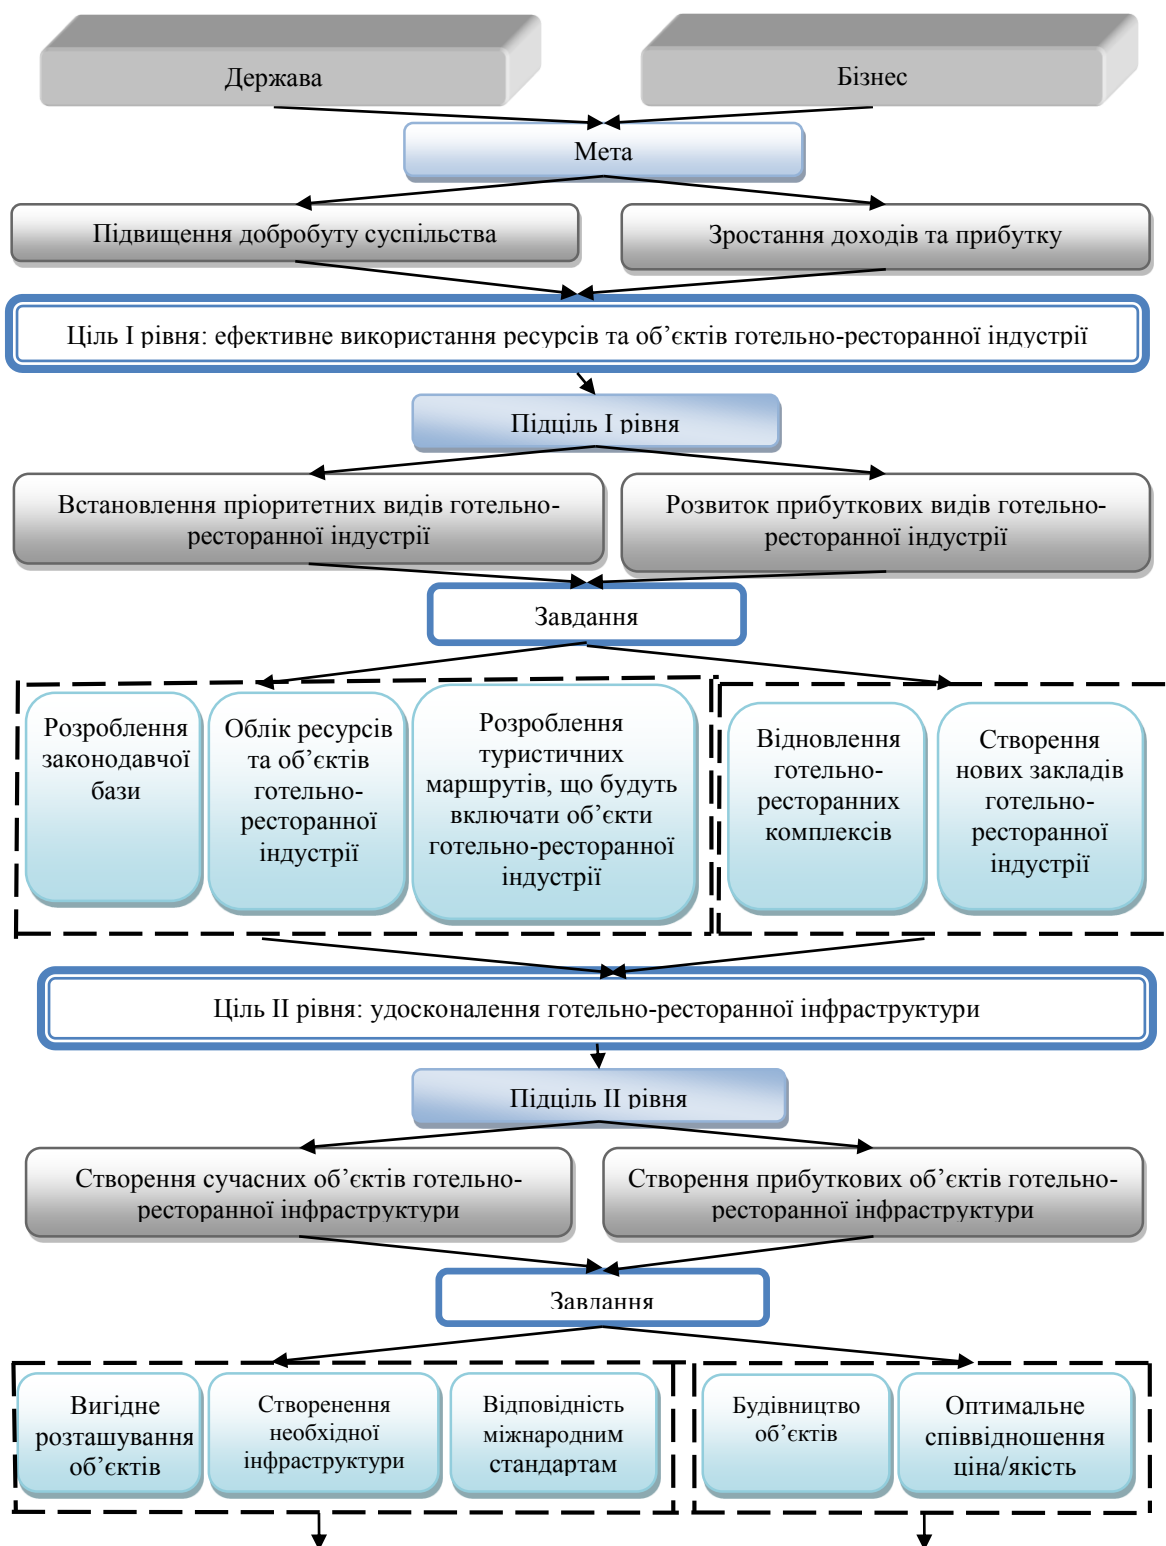 Держава
Бізнес
Мета
Підвищення добробуту суспільства
Зростання доходів та прибутку
Ціль І рівня: ефективне використання ресурсів та об’єктів готельно-ресторанної індустрії
Підціль І рівня
Встановлення пріоритетних видів готельно-
ресторанної індустрії
Розвиток прибуткових видів готельно-
ресторанної індустрії
Завдання
Розроблення
законодавчої
бази
Облік ресурсів
та об’єктів
готельно-
ресторанної
індустрії
Розроблення
туристичних
маршрутів, що будуть
включати об’єкти
готельно-ресторанної
індустрії
Відновлення
готельно-
ресторанних
комплексів
Створення
нових закладів
готельно-
ресторанної
індустрії
Ціль ІІ рівня: удосконалення готельно-ресторанної інфраструктури
Підціль ІІ рівня
Створення сучасних об’єктів готельно-
ресторанної інфраструктури
Створення прибуткових об’єктів готельно-
ресторанної інфраструктури
Завдання
Вигідне
розташування
об’єктів
Створенення
необхідної
інфраструктури
Відповідність
міжнародним
стандартам
Будівництво
об’єктів
Оптимальне
співвідношення
ціна/якість